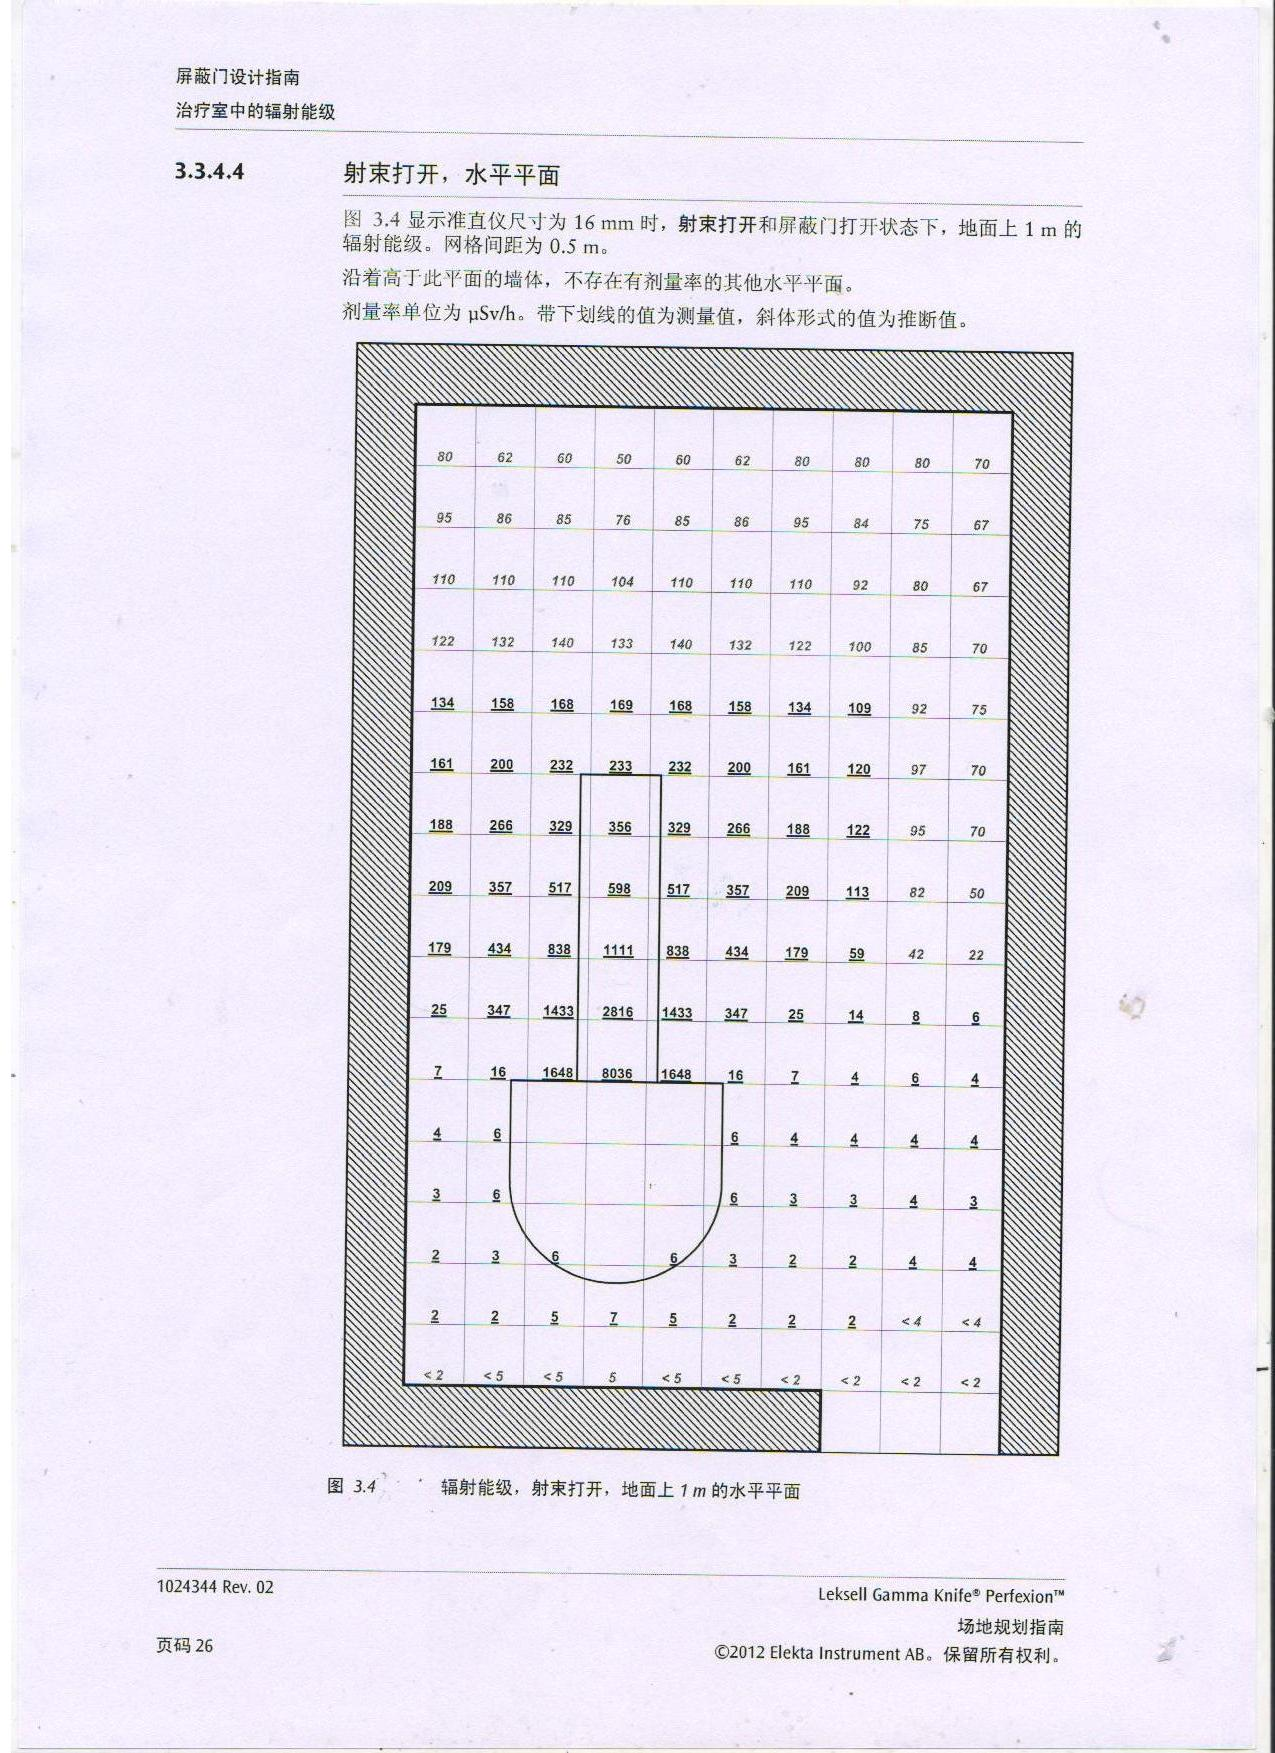 屏蔽门设计指南
治疗室中的辐射能级
3.3.4.4 射束打开，水平平面
图 3.4 显示准直仪尺寸为 16 mm 时，射束打开和屏蔽门打开状态下，地面上 1 m 的
辐射能级。网格间距为 0.5 m。
沿着高于此平面的墙体，不存在有剂量率的其他水平平面。
剂量率单位为 µSv/h。带下划线的值为测量值，斜体形式的值为推断值。
80 62 60 50 60 62 80 80 80 70
95 86 85 76 85 86 95 84 75 67
110 110 110 104 110 110 110 92 80 67
122 132 140 133 140 132 122 100 85 70
134 158 168 169 168 158 134 109 92 75
161 200 232 233 232 200 161 120 97 70
188 266 329 356 329 266 188 122 95 70
209 357 517 598 517 357 209 113 82 50
179 434 838 1111 838 434 179 59 42 22
25 347 1433 2816 1433 347 25 14 8 6
7 16 1648 8036 1648 16 7 4 6 4
4 6 6 4 4 4 4
3 6 6 3 3 4 3
2 3 6 6 3 2 2 4 4
2 2 5 7 5 2 2 2 < 4 < 4
< 2 < 5 < 5 5 < 5 < 5 < 2 < 2 < 2 < 2
图 3.4 辐射能级，射束打开，地面上 1 m 的水平平面
1024344 Rev. 02
Leksell Gamma Knife® Perfexion™
场地规划指南
页码 26
©2012 Elekta Instrument AB。保留所有权利。